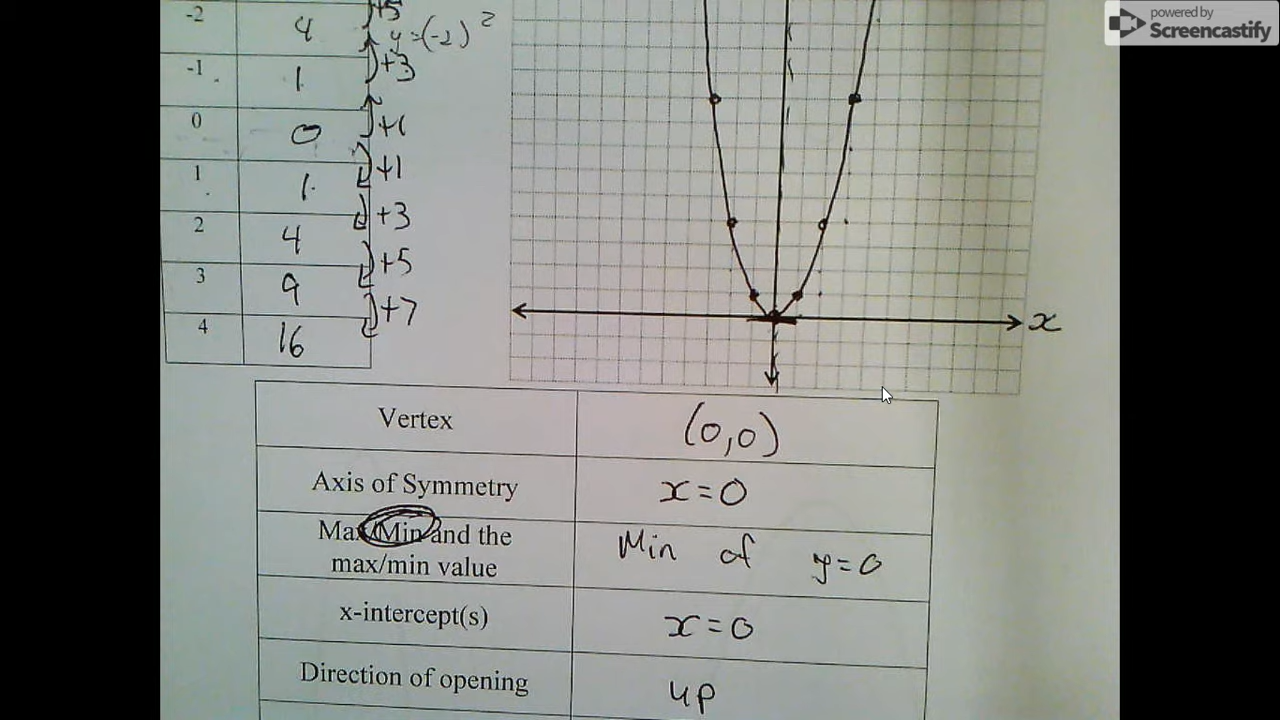 powered by
Screencastify
-2 4 +5
y=(-2)²
-1 1 +3
0 0 +1
1 1 +1
2 4 +3
3 9 +5
4 16 +7
x
Vertex (0,0)
Axis of Symmetry x=0
Max/Min and the
max/min value
Min of y=0
x-intercept(s) x=0
Direction of opening up